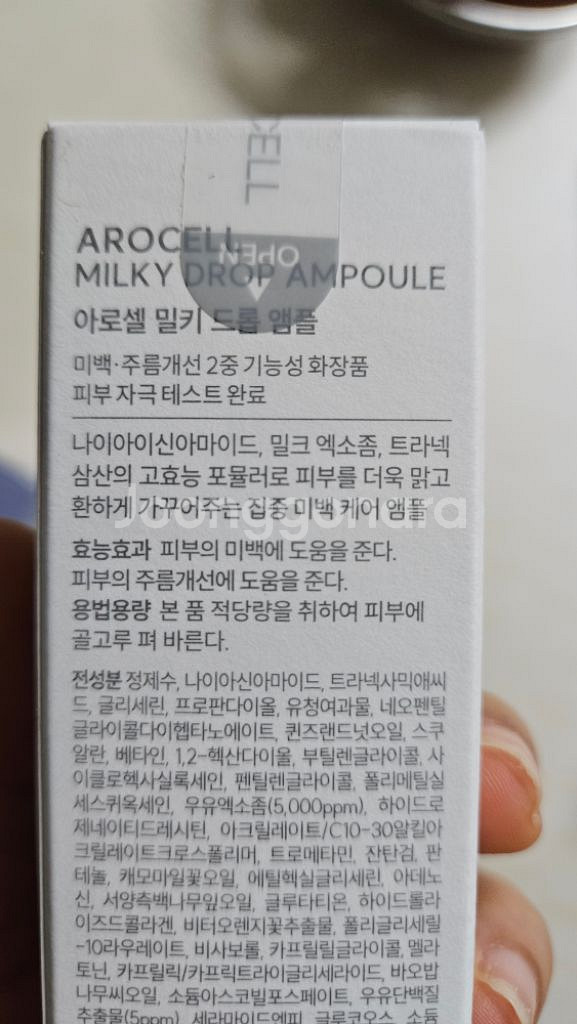 CELL
OPEN
AROCELL
MILKY DROP AMPOULE
아로셀 밀키 드롭 앰플
미백·주름개선 2중 기능성 화장품
피부 자극 테스트 완료
나이아이신아마이드, 밀크 엑소좀, 트라넥
삼산의 고효능 포뮬러로 피부를 더욱 맑고
환하게 가꾸어주는 집중 미백 케어 앰플
Joonggonara
효능효과 피부의 미백에 도움을 준다.
피부의 주름개선에 도움을 준다.
용법용량 본 품 적당량을 취하여 피부에
골고루 펴 바른다.
전성분 정제수, 나이아신아마이드, 트라넥사믹애씨
드, 글리세린, 프로판다이올, 유청여과물, 네오펜틸
글라이콜다이헵타노에이트, 퀸즈랜드넛오일, 스쿠
알란, 베타인, 1,2-헥산다이올, 부틸렌글라이콜, 사
이클로헥사실록세인, 펜틸렌글라이콜, 폴리메틸실
세스퀴옥세인, 우유엑소좀(5,000ppm), 하이드로
제네이티드레시틴, 아크릴레이트/C10-30알킬아
크릴레이트크로스폴리머, 트로메타민, 잔탄검, 판
테놀, 캐모마일꽃오일, 에틸헥실글리세린, 아데노
신, 서양측백나무잎오일, 글루타티온, 하이드롤라
이즈드콜라겐, 비터오렌지꽃추출물, 폴리글리세릴
-10라우레이트, 비사보롤, 카프릴릴글라이콜, 멜라
토닌, 카프릴릭/카프릭트라이글리세라이드, 바오밥
나무씨오일, 소듐아스코빌포스페이트, 우유단백질
추출물(5ppm), 세라마이드엔피, 글루코오스, 소듐